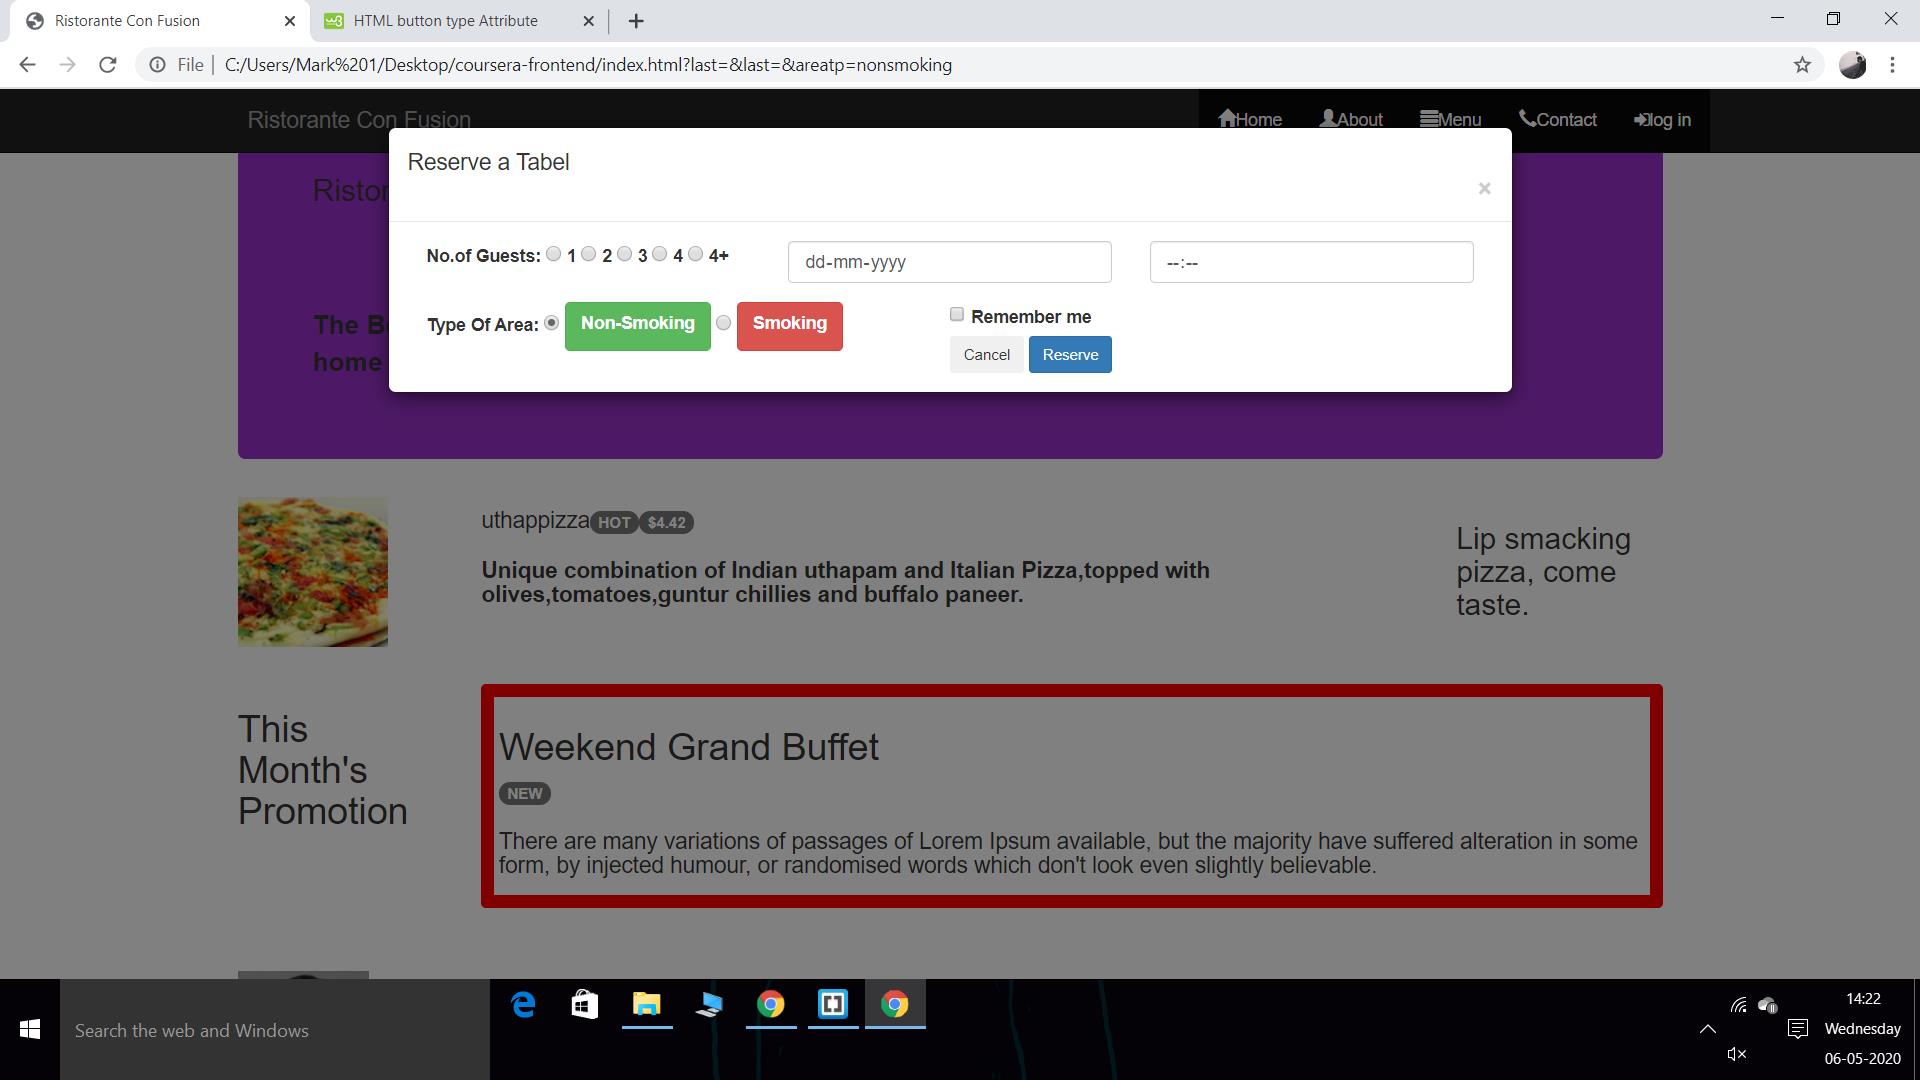 Ristorante Con Fusion
HTML button type Attribute
File | C:/Users/Mark%201/Desktop/coursera-frontend/index.html?last=&last=&areatp=nonsmoking
Ristorante Con Fusion
Home About Menu Contact log in
Reserve a Tabel
×
Ristor
No.of Guests: 1 2 3 4 4+ dd-mm-yyyy --:--
The B
home
Type Of Area: Non-Smoking Smoking
Remember me
Cancel Reserve
uthappizza HOT $4.42
Unique combination of Indian uthapam and Italian Pizza,topped with
olives,tomatoes,guntur chillies and buffalo paneer.
Lip smacking
pizza, come
taste.
This
Month's
Promotion
Weekend Grand Buffet
NEW
There are many variations of passages of Lorem Ipsum available, but the majority have suffered alteration in some
form, by injected humour, or randomised words which don't look even slightly believable.
Search the web and Windows
14:22
Wednesday
06-05-2020